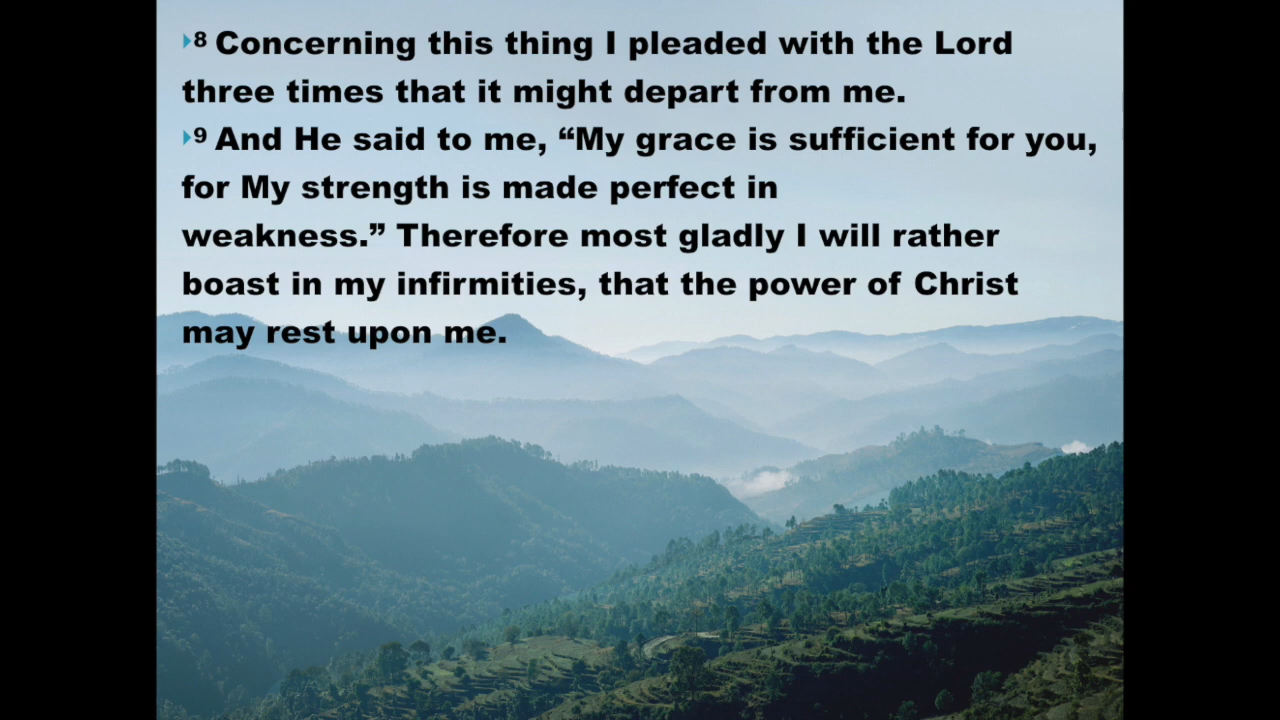 8 Concerning this thing I pleaded with the Lord
three times that it might depart from me.
9 And He said to me, “My grace is sufficient for you,
for My strength is made perfect in
weakness.” Therefore most gladly I will rather
boast in my infirmities, that the power of Christ
may rest upon me.